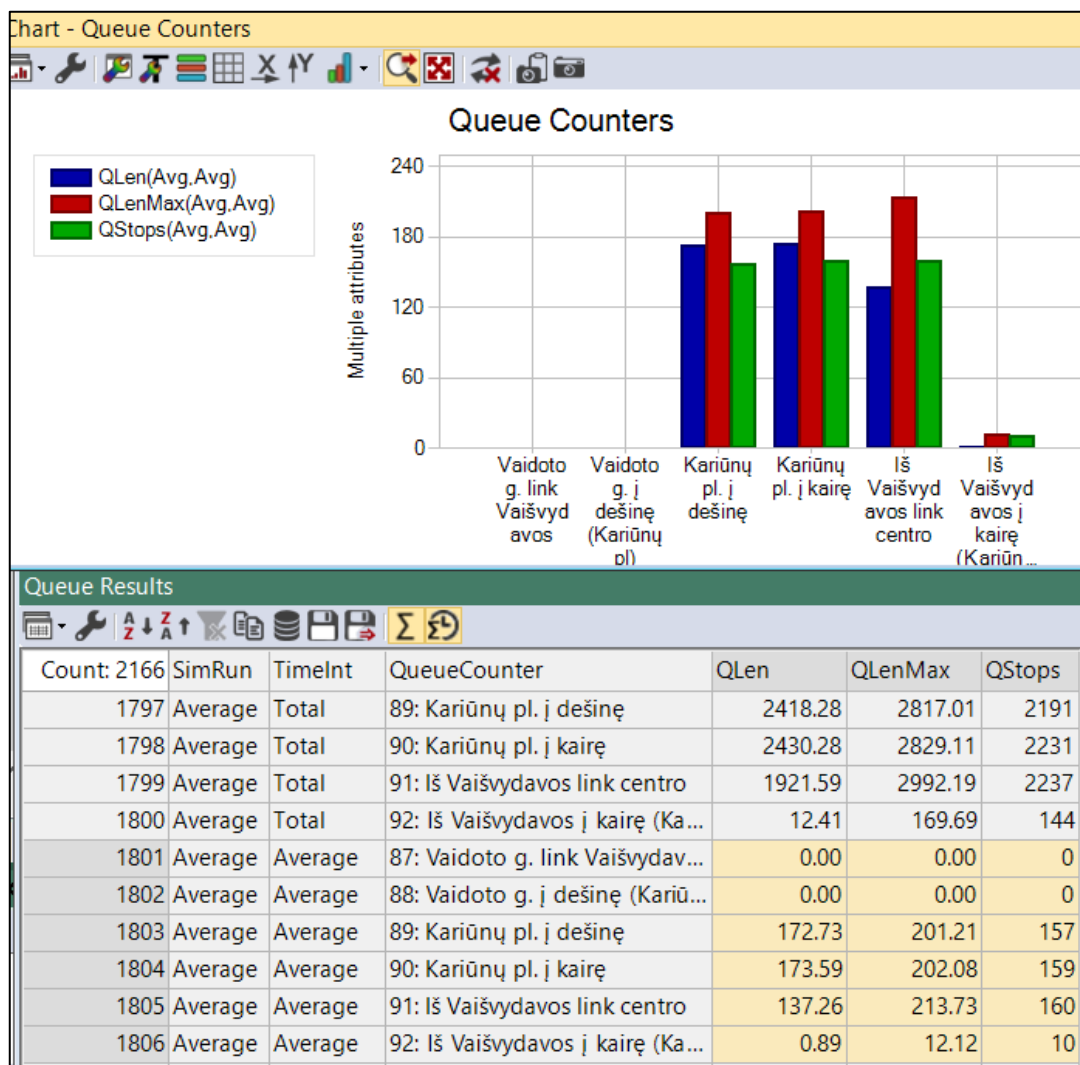 Chart - Queue Counters
Queue Counters
QLen(Avg,Avg)
QLenMax(Avg,Avg)
QStops(Avg,Avg)
Multiple attributes
240
180
120
60
0
Vaidoto g. link Vaišvyd avos
Vaidoto g. į dešinę (Kariūnų pl)
Kariūnų pl. į dešinę
Kariūnų pl. į kairę
Iš Vaišvyd avos link centro
Iš Vaišvyd avos į kairę (Kariūn...
Queue Results
Count: 2166 SimRun TimeInt QueueCounter QLen QLenMax QStops
1797 Average Total 89: Kariūnų pl. į dešinę 2418.28 2817.01 2191
1798 Average Total 90: Kariūnų pl. į kairę 2430.28 2829.11 2231
1799 Average Total 91: Iš Vaišvydavos link centro 1921.59 2992.19 2237
1800 Average Total 92: Iš Vaišvydavos į kairę (Ka... 12.41 169.69 144
1801 Average Average 87: Vaidoto g. link Vaišvydav... 0.00 0.00 0
1802 Average Average 88: Vaidoto g. į dešinę (Kariū... 0.00 0.00 0
1803 Average Average 89: Kariūnų pl. į dešinę 172.73 201.21 157
1804 Average Average 90: Kariūnų pl. į kairę 173.59 202.08 159
1805 Average Average 91: Iš Vaišvydavos link centro 137.26 213.73 160
1806 Average Average 92: Iš Vaišvydavos į kairę (Ka... 0.89 12.12 10